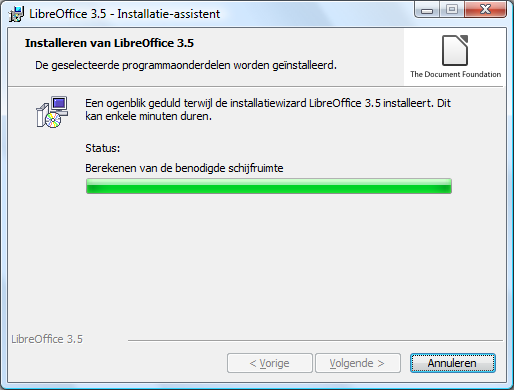 LibreOffice 3.5 - Installatie-assistent
Installeren van LibreOffice 3.5
De geselecteerde programmaonderdelen worden geïnstalleerd.
The Document Foundation
Een ogenblik geduld terwijl de installatiewizard LibreOffice 3.5 installeert. Dit
kan enkele minuten duren.
Status:
Berekenen van de benodigde schijfruimte
LibreOffice 3.5
< Vorige
Volgende >
Annuleren